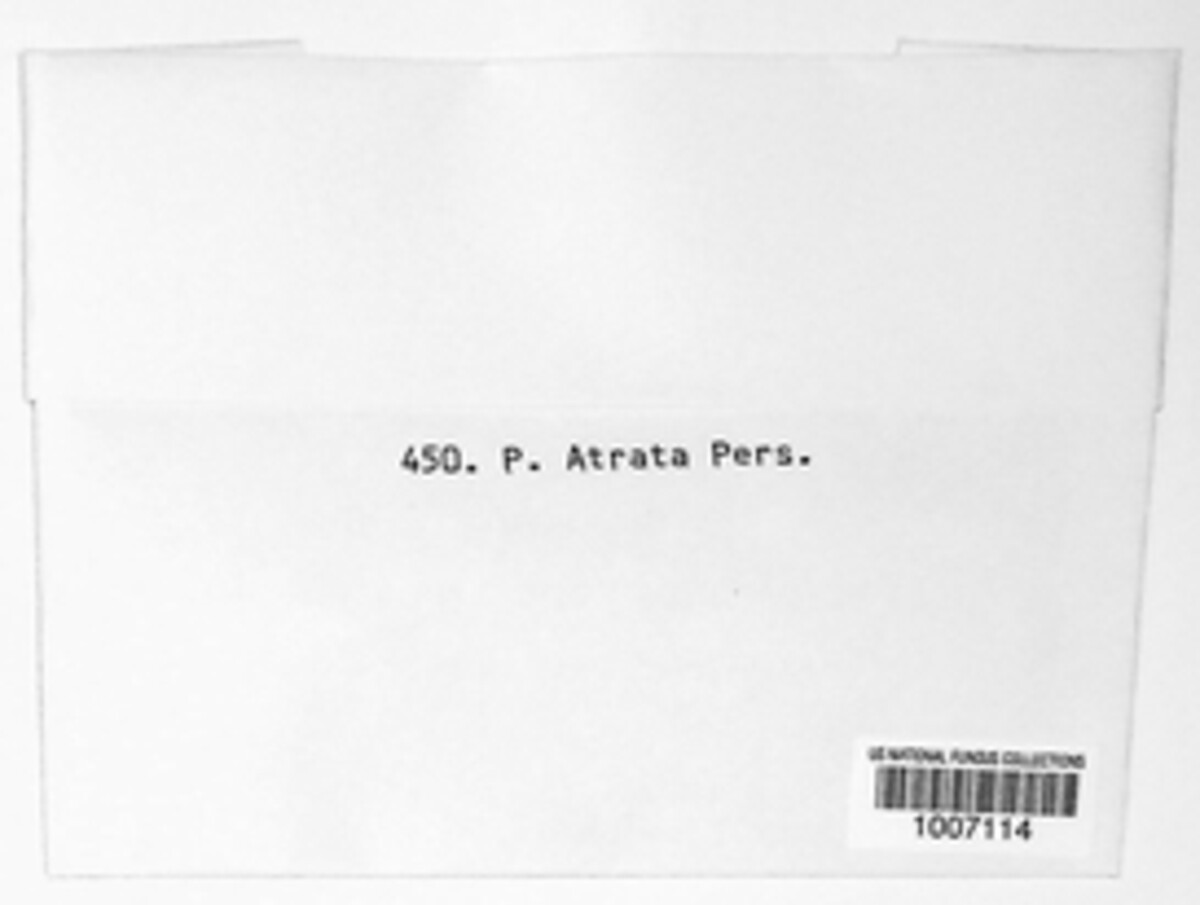 450. P. Atrata Pers.
US NATIONAL FUNGUS COLLECTIONS
1007114